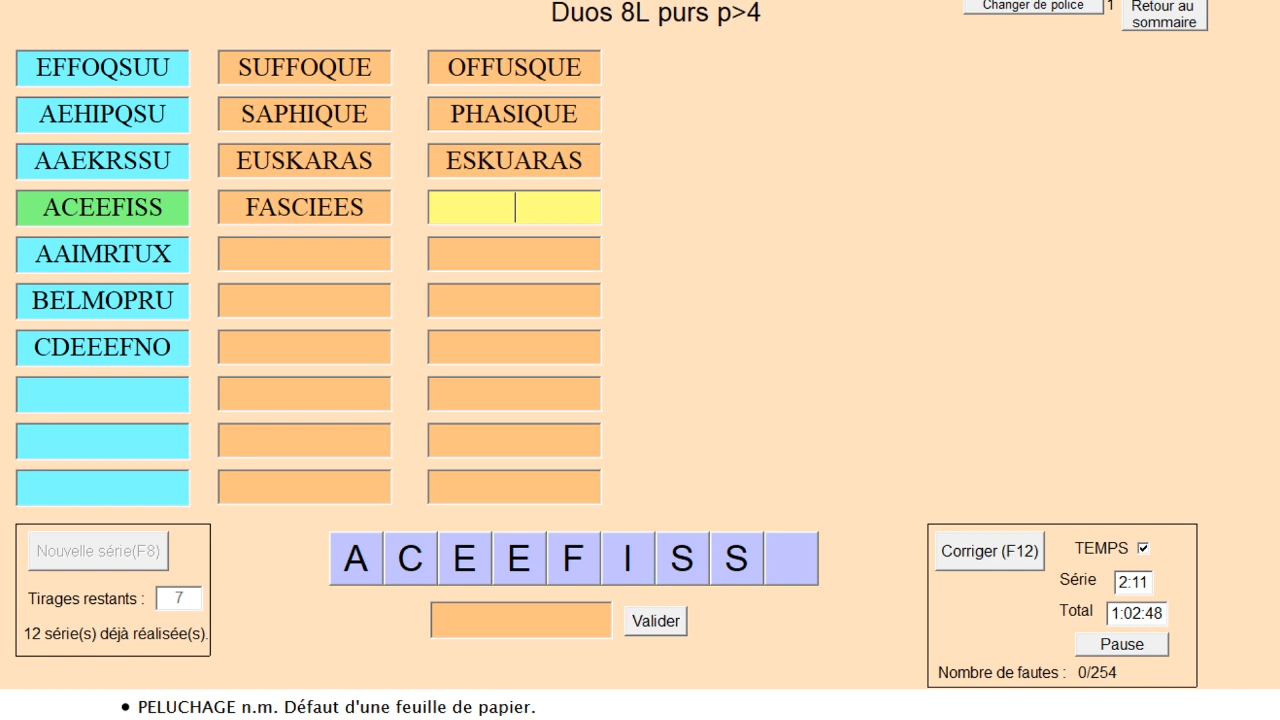 Duos 8L purs p>4
Changer de police 1 Retour au
sommaire
EFFOQSUU SUFFOQUE OFFUSQUE
AEHIPQSU SAPHIQUE PHASIQUE
AAEKRSSU EUSKARAS ESKUARAS
ACEEFISS FASCIEES
AAIMRTUX
BELMOPRU
CDEEEFNO
Nouvelle série(F8)
Tirages restants : 7
12 série(s) déjà réalisée(s).
A C E E F I S S
Valider
Corriger (F12) TEMPS
Série 2:11
Total 1:02:48
Pause
Nombre de fautes : 0/254
• PELUCHAGE n.m. Défaut d'une feuille de papier.